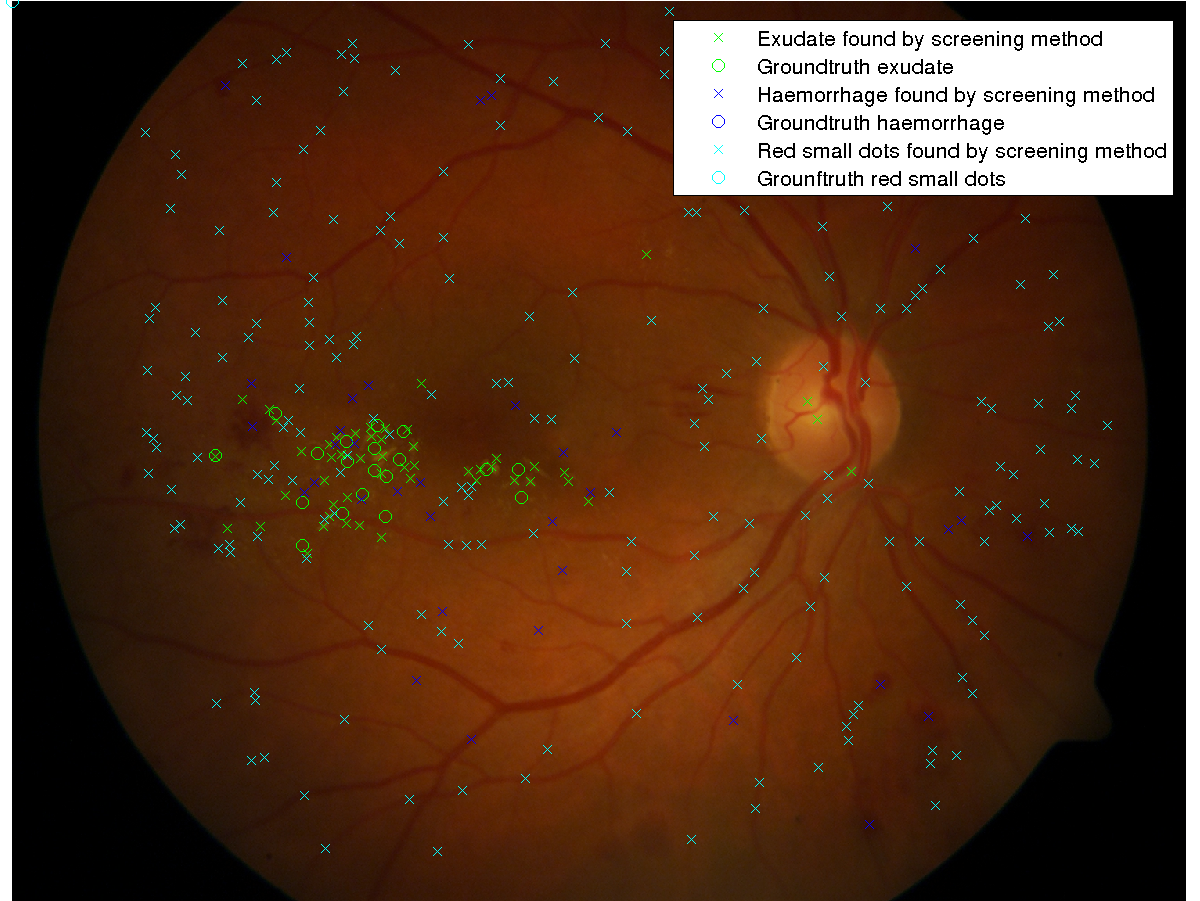 Exudate found by screening method
Groundtruth exudate
Haemorrhage found by screening method
Groundtruth haemorrhage
Red small dots found by screening method
Grounftruth red small dots